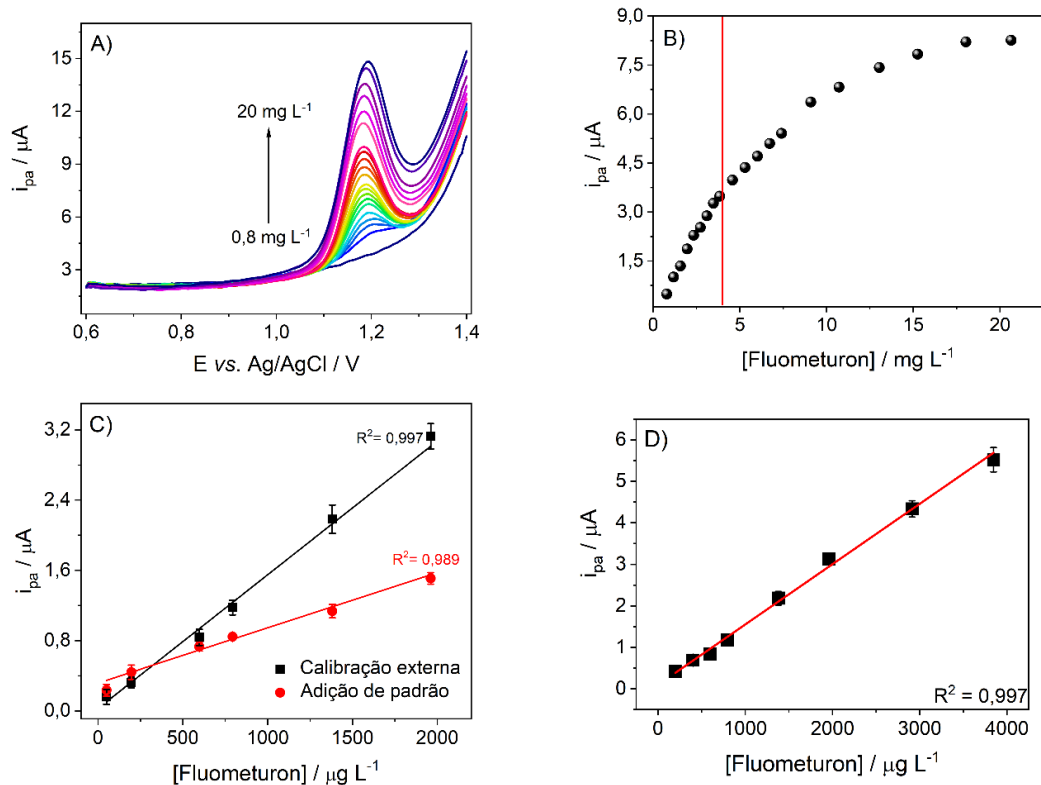 A)
15
12
9
6
3
i_pa / μA
20 mg L⁻¹
0,8 mg L⁻¹
0,6
0,8
1,0
1,2
1,4
E vs. Ag/AgCl / V
B)
9,0
7,5
6,0
4,5
3,0
1,5
i_pa / μA
0
5
10
15
20
[Fluometuron] / mg L⁻¹
C)
3,2
2,4
1,6
0,8
0,0
i_pa / μA
R²= 0,997
R²= 0,989
Calibração externa
Adição de padrão
0
500
1000
1500
2000
[Fluometuron] / μg L⁻¹
D)
6
5
4
3
2
1
0
i_pa / μA
R² = 0,997
0
1000
2000
3000
4000
[Fluometuron] / μg L⁻¹